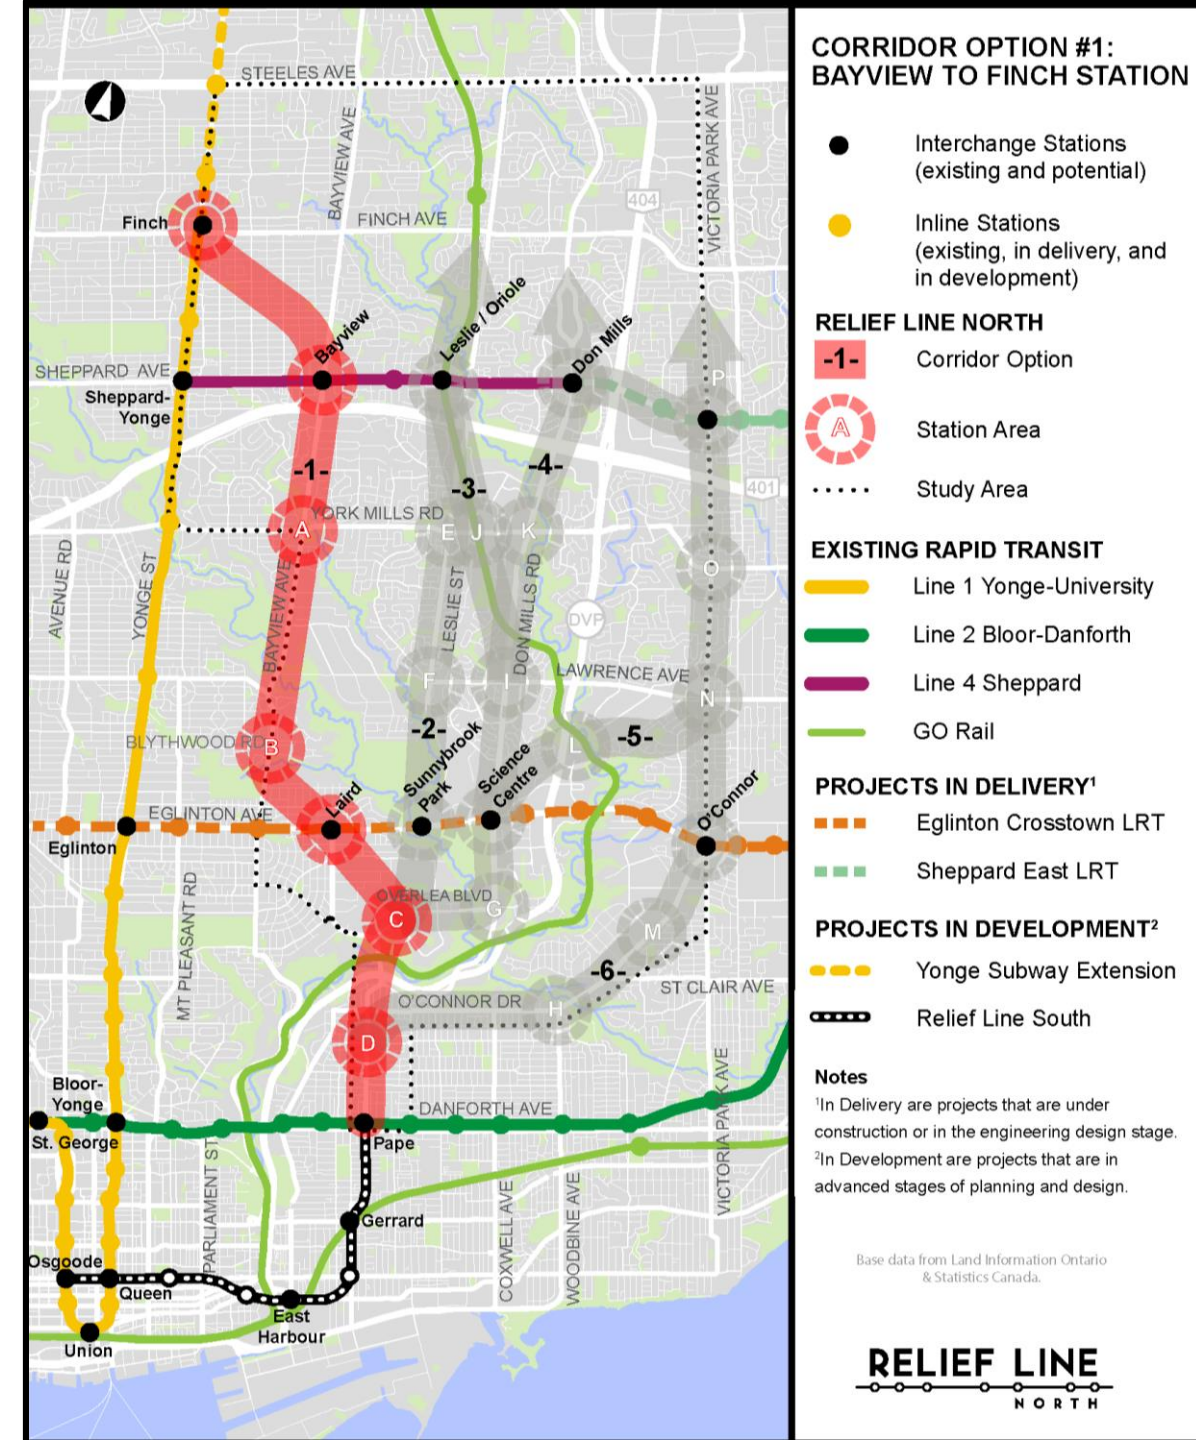 STEELES AVE
BAYVIEW AVE
VICTORIA PARK AVE
404
Finch
FINCH AVE
Bayview
Leslie / Oriole
Don Mills
SHEPPARD AVE
Sheppard-
Yonge
P
-1-
-3-
-4-
401
A
YORK MILLS RD
E
J
K
O
AVENUE RD
YONGE ST
BAYVIEW AVE
LESLIE ST
DON MILLS RD
DVP
LAWRENCE AVE
F
I
N
B
BLYTHWOOD RD
-2-
-5-
L
Sunnybrook
Park
Science
Centre
Laird
O'Connor
EGLINTON AVE
Eglinton
MT PLEASANT RD
OVERLEA BLVD
C
G
M
-6-
ST CLAIR AVE
O'CONNOR DR
H
D
Bloor-
Yonge
St. George
DANFORTH AVE
Pape
VICTORIA PARK AVE
PARLIAMENT ST
COXWELL AVE
WOODBINE AVE
Gerrard
Osgoode
Queen
East
Harbour
Union
CORRIDOR OPTION #1:
BAYVIEW TO FINCH STATION
Interchange Stations
(existing and potential)
Inline Stations
(existing, in delivery, and
in development)
RELIEF LINE NORTH
-1- Corridor Option
A Station Area
Study Area
EXISTING RAPID TRANSIT
Line 1 Yonge-University
Line 2 Bloor-Danforth
Line 4 Sheppard
GO Rail
PROJECTS IN DELIVERY¹
Eglinton Crosstown LRT
Sheppard East LRT
PROJECTS IN DEVELOPMENT²
Yonge Subway Extension
Relief Line South
Notes
¹In Delivery are projects that are under
construction or in the engineering design stage.
²In Development are projects that are in
advanced stages of planning and design.
Base data from Land Information Ontario
& Statistics Canada.
RELIEF LINE
NORTH